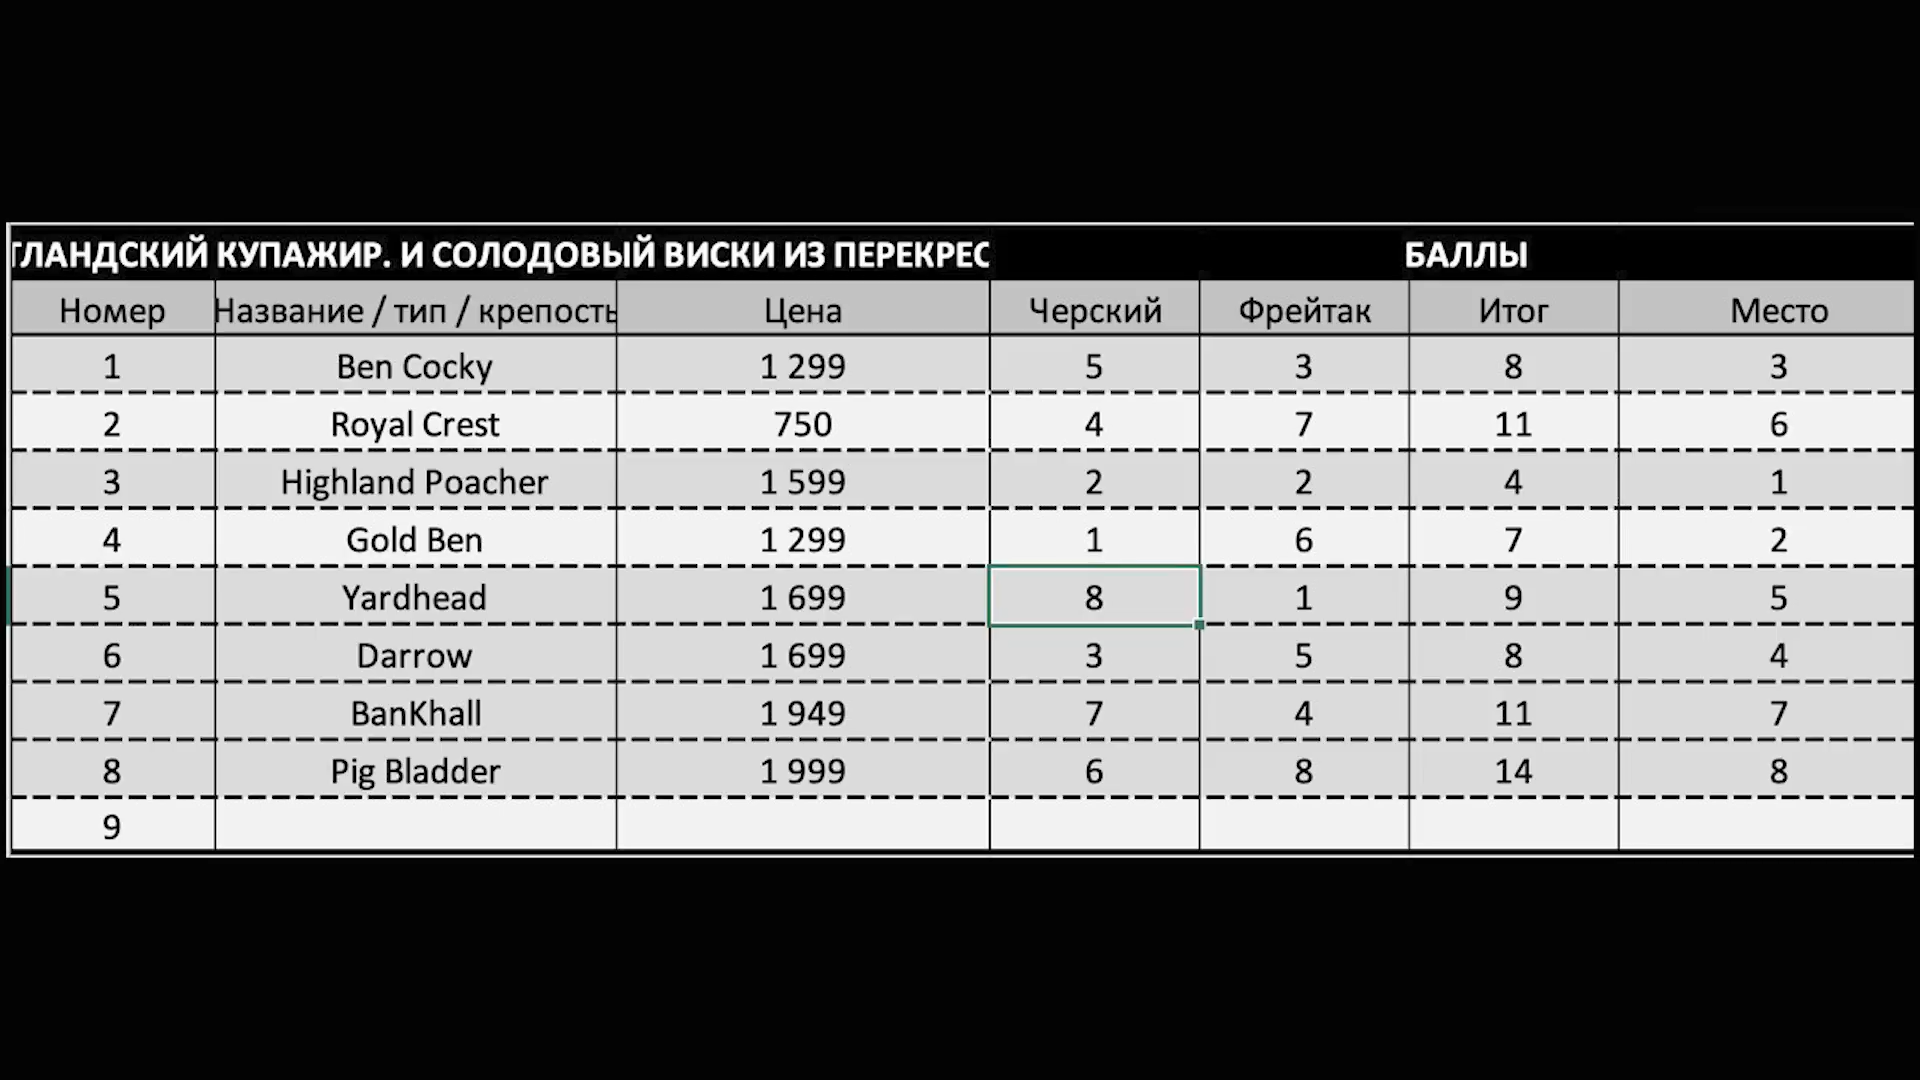 ТЛАНДСКИЙ КУПАЖИР. И СОЛОДОВЫЙ ВИСКИ ИЗ ПЕРЕКРЕС БАЛЛЫ
Номер Название / тип / крепость Цена Черский Фрейтак Итог Место
1 Ben Cocky 1 299 5 3 8 3
2 Royal Crest 750 4 7 11 6
3 Highland Poacher 1 599 2 2 4 1
4 Gold Ben 1 299 1 6 7 2
5 Yardhead 1 699 8 1 9 5
6 Darrow 1 699 3 5 8 4
7 BanKhall 1 949 7 4 11 7
8 Pig Bladder 1 999 6 8 14 8
9